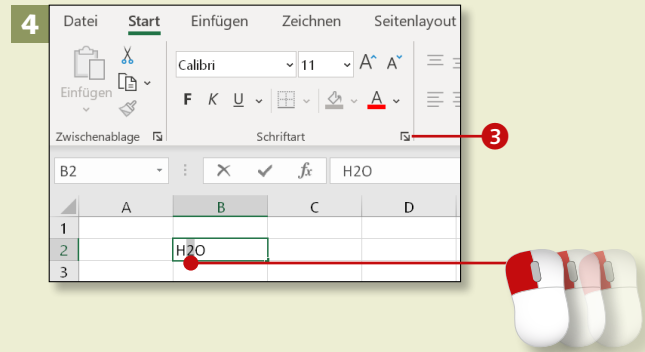 4
Datei Start Einfügen Zeichnen Seitenlayout
Calibri 11 A A
Einfügen
F K U A
Zwischenablage Schriftart
3
B2 fx H2O
A B C D
1
2 H2O
3